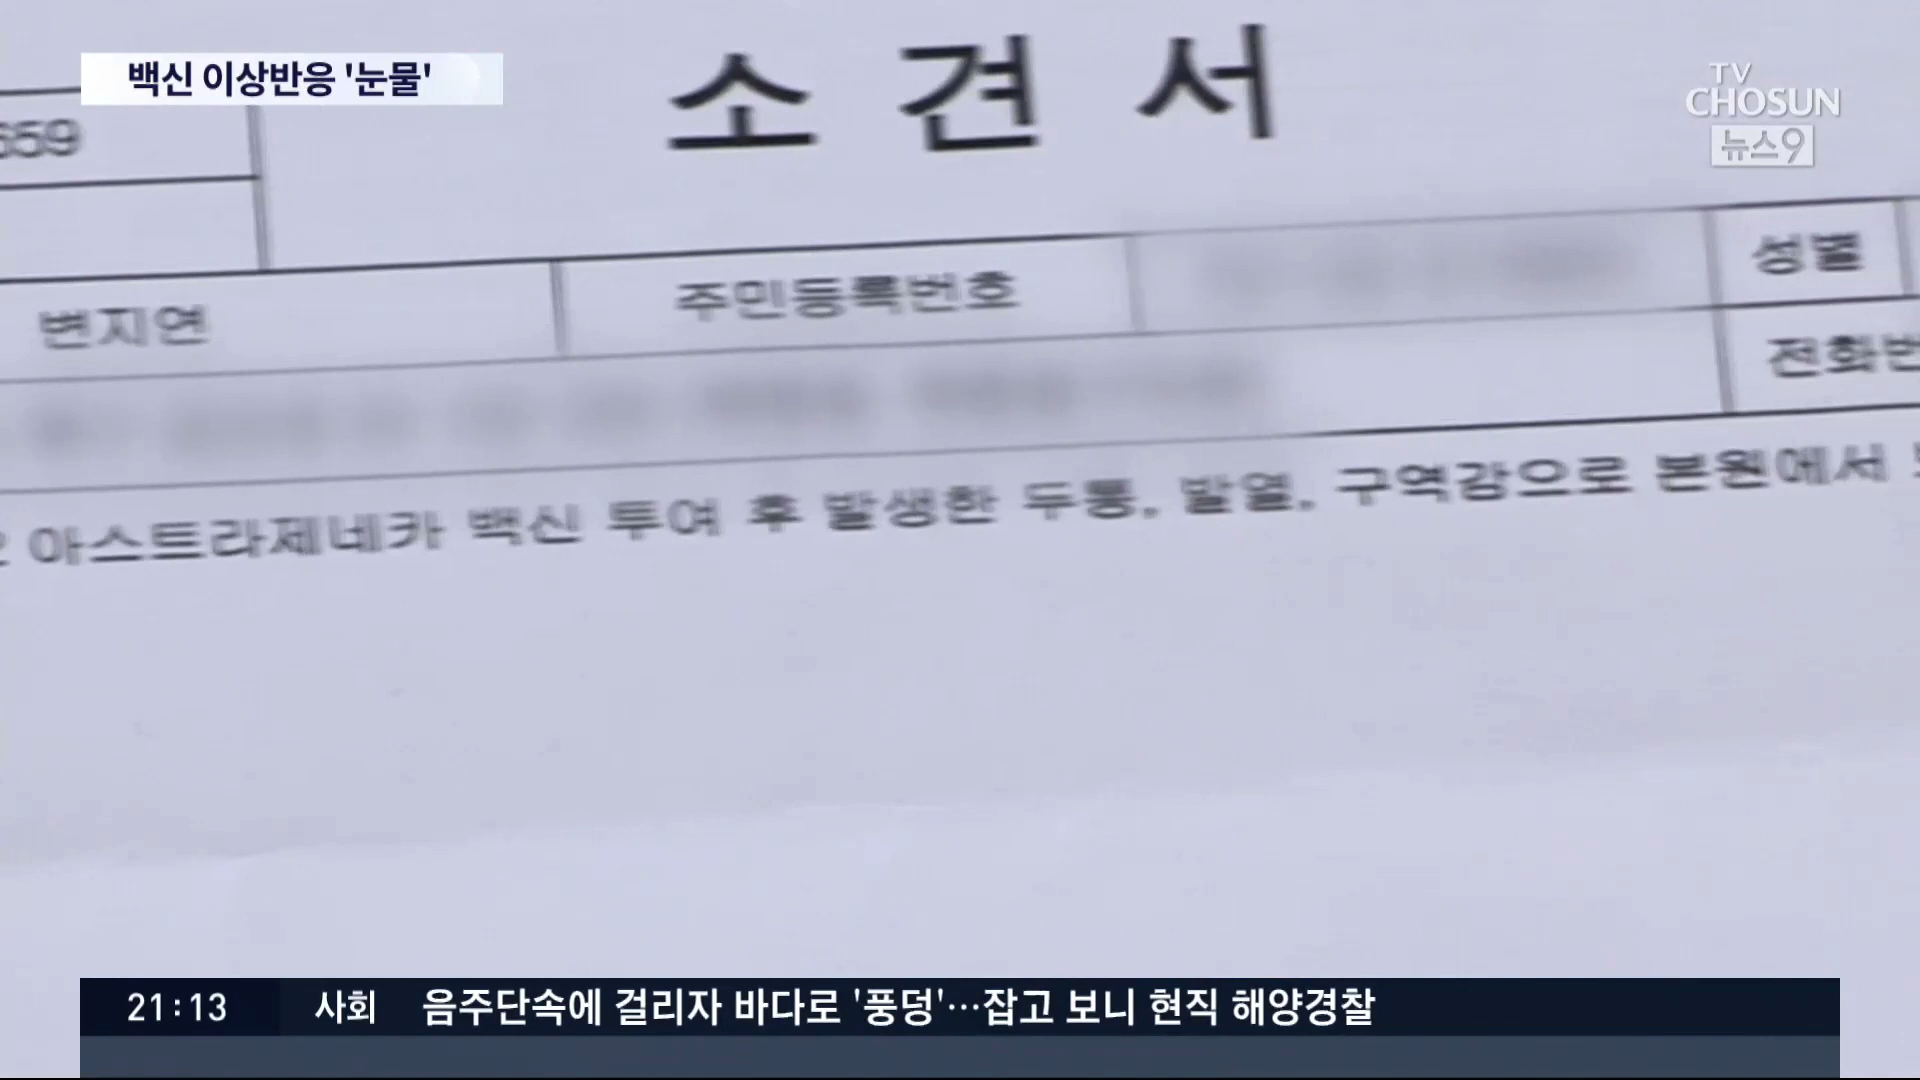 백신 이상반응 '눈물'
TV
CHOSUN
뉴스9
소견서
659
변지연 주민등록번호 성별
전화번
아스트라제네카 백신 투여 후 발생한 두통, 발열, 구역감으로 본원에서
21:13 사회 음주단속에 걸리자 바다로 '풍덩'…잡고 보니 현직 해양경찰